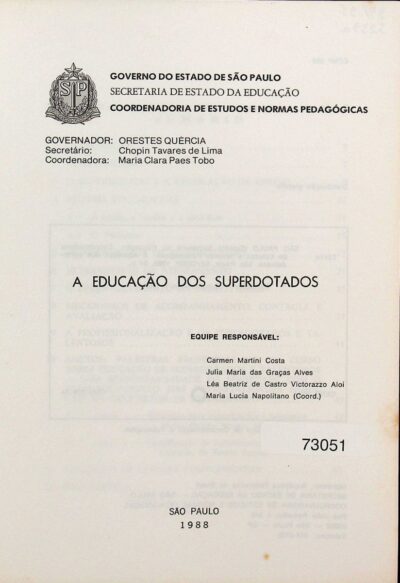 GOVERNO DO ESTADO DE SÃO PAULO
SECRETARIA DE ESTADO DA EDUCAÇÃO
COORDENADORIA DE ESTUDOS E NORMAS PEDAGÓGICAS
SP
GOVERNADOR: ORESTES QUÉRCIA
Secretário: Chopin Tavares de Lima
Coordenadora: Maria Clara Paes Tobo
A EDUCAÇÃO DOS SUPERDOTADOS
EQUIPE RESPONSÁVEL:
Carmen Martini Costa
Julia Maria das Graças Alves
Léa Beatriz de Castro Victorazzo Aloi
Maria Lucia Napolitano (Coord.)
73051
SÃO PAULO
1988